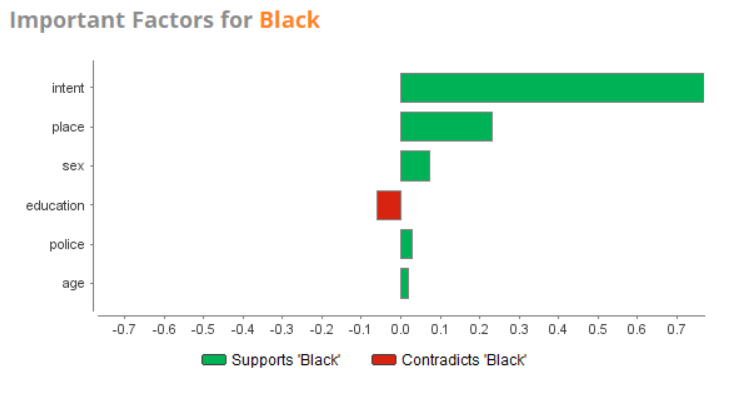 Important Factors for Black
intent
place
sex
education
police
age
-0.7 -0.6 -0.5 -0.4 -0.3 -0.2 -0.1 0.0 0.1 0.2 0.3 0.4 0.5 0.6 0.7
Supports 'Black' Contradicts 'Black'